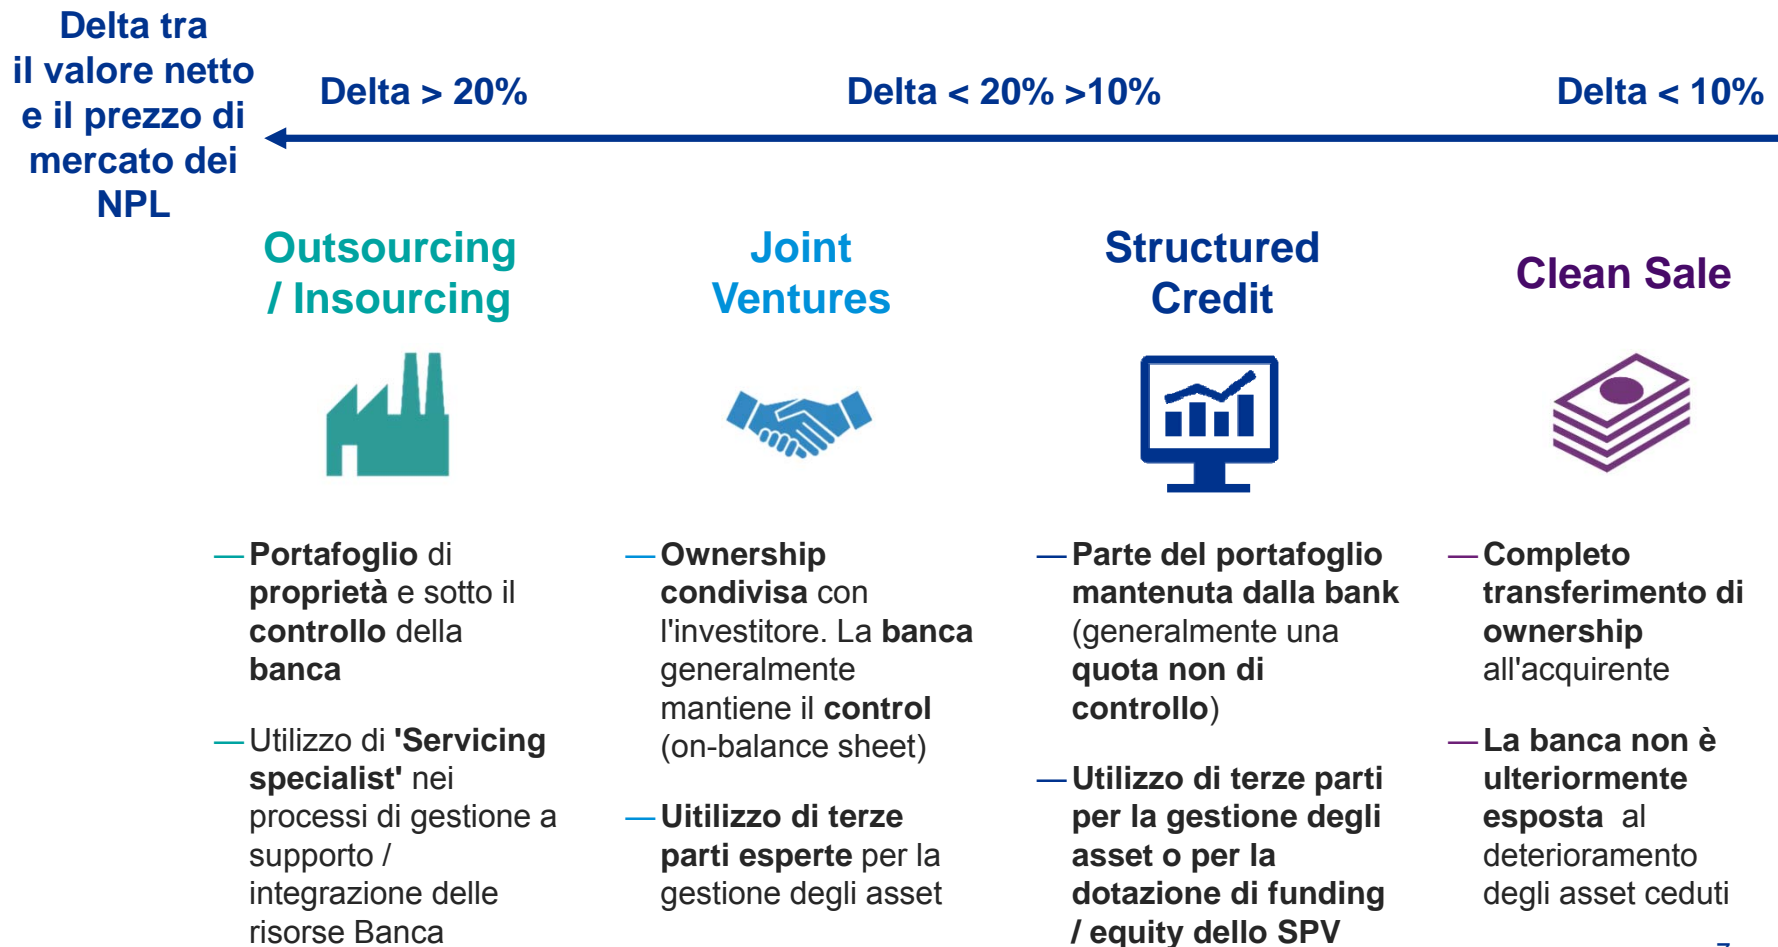 Delta tra
il valore netto
e il prezzo di
mercato dei
NPL
Delta > 20%
Delta < 20% >10%
Delta < 10%
Outsourcing
/ Insourcing
Joint
Ventures
Structured
Credit
Clean Sale
— Portafoglio di
proprietà e sotto il
controllo della
banca
— Utilizzo di 'Servicing
specialist' nei
processi di gestione a
supporto /
integrazione delle
risorse Banca
— Ownership
condivisa con
l'investitore. La banca
generalmente
mantiene il control
(on-balance sheet)
— Uitilizzo di terze
parti esperte per la
gestione degli asset
— Parte del portafoglio
mantenuta dalla bank
(generalmente una
quota non di
controllo)
— Utilizzo di terze parti
per la gestione degli
asset o per la
dotazione di funding
/ equity dello SPV
— Completo
transferimento di
ownership
all'acquirente
— La banca non è
ulteriormente
esposta al
deterioramento
degli asset ceduti